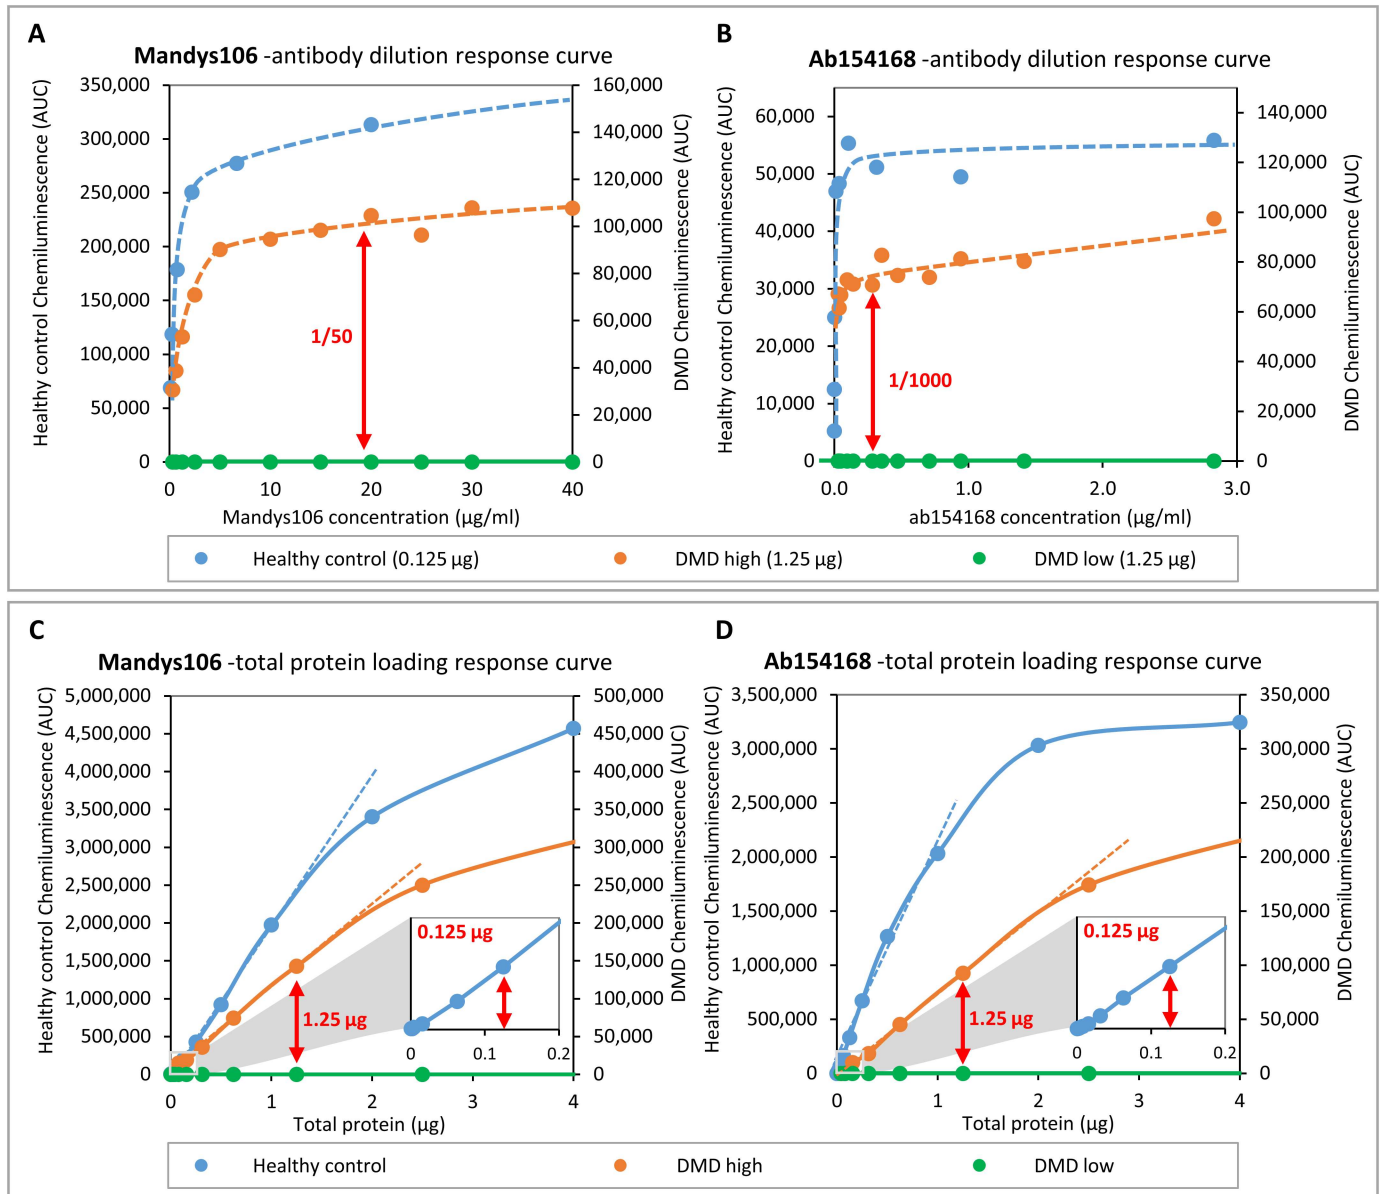 A
Mandys106 -antibody dilution response curve
Healthy control Chemiluminescence (AUC)
350,000
300,000
250,000
200,000
150,000
100,000
50,000
0
160,000
140,000
120,000
100,000
80,000
60,000
40,000
20,000
0
DMD Chemiluminescence (AUC)
1/50
0 10 20 30 40
Mandys106 concentration (µg/ml)
B
Ab154168 -antibody dilution response curve
Healthy control Chemiluminescence (AUC)
60,000
50,000
40,000
30,000
20,000
10,000
0
140,000
120,000
100,000
80,000
60,000
40,000
20,000
0
DMD Chemiluminescence (AUC)
1/1000
0.0 1.0 2.0 3.0
ab154168 concentration (µg/ml)
Healthy control (0.125 µg) DMD high (1.25 µg) DMD low (1.25 µg)
C
Mandys106 -total protein loading response curve
Healthy control Chemiluminescence (AUC)
5,000,000
4,500,000
4,000,000
3,500,000
3,000,000
2,500,000
2,000,000
1,500,000
1,000,000
500,000
0
500,000
450,000
400,000
350,000
300,000
250,000
200,000
150,000
100,000
50,000
0
DMD Chemiluminescence (AUC)
0.125 µg
0 0.1 0.2
1.25 µg
0 1 2 3 4
Total protein (µg)
D
Ab154168 -total protein loading response curve
Healthy control Chemiluminescence (AUC)
3,500,000
3,000,000
2,500,000
2,000,000
1,500,000
1,000,000
500,000
0
350,000
300,000
250,000
200,000
150,000
100,000
50,000
0
DMD Chemiluminescence (AUC)
0.125 µg
0 0.1 0.2
1.25 µg
0 1 2 3 4
Total protein (µg)
Healthy control DMD high DMD low